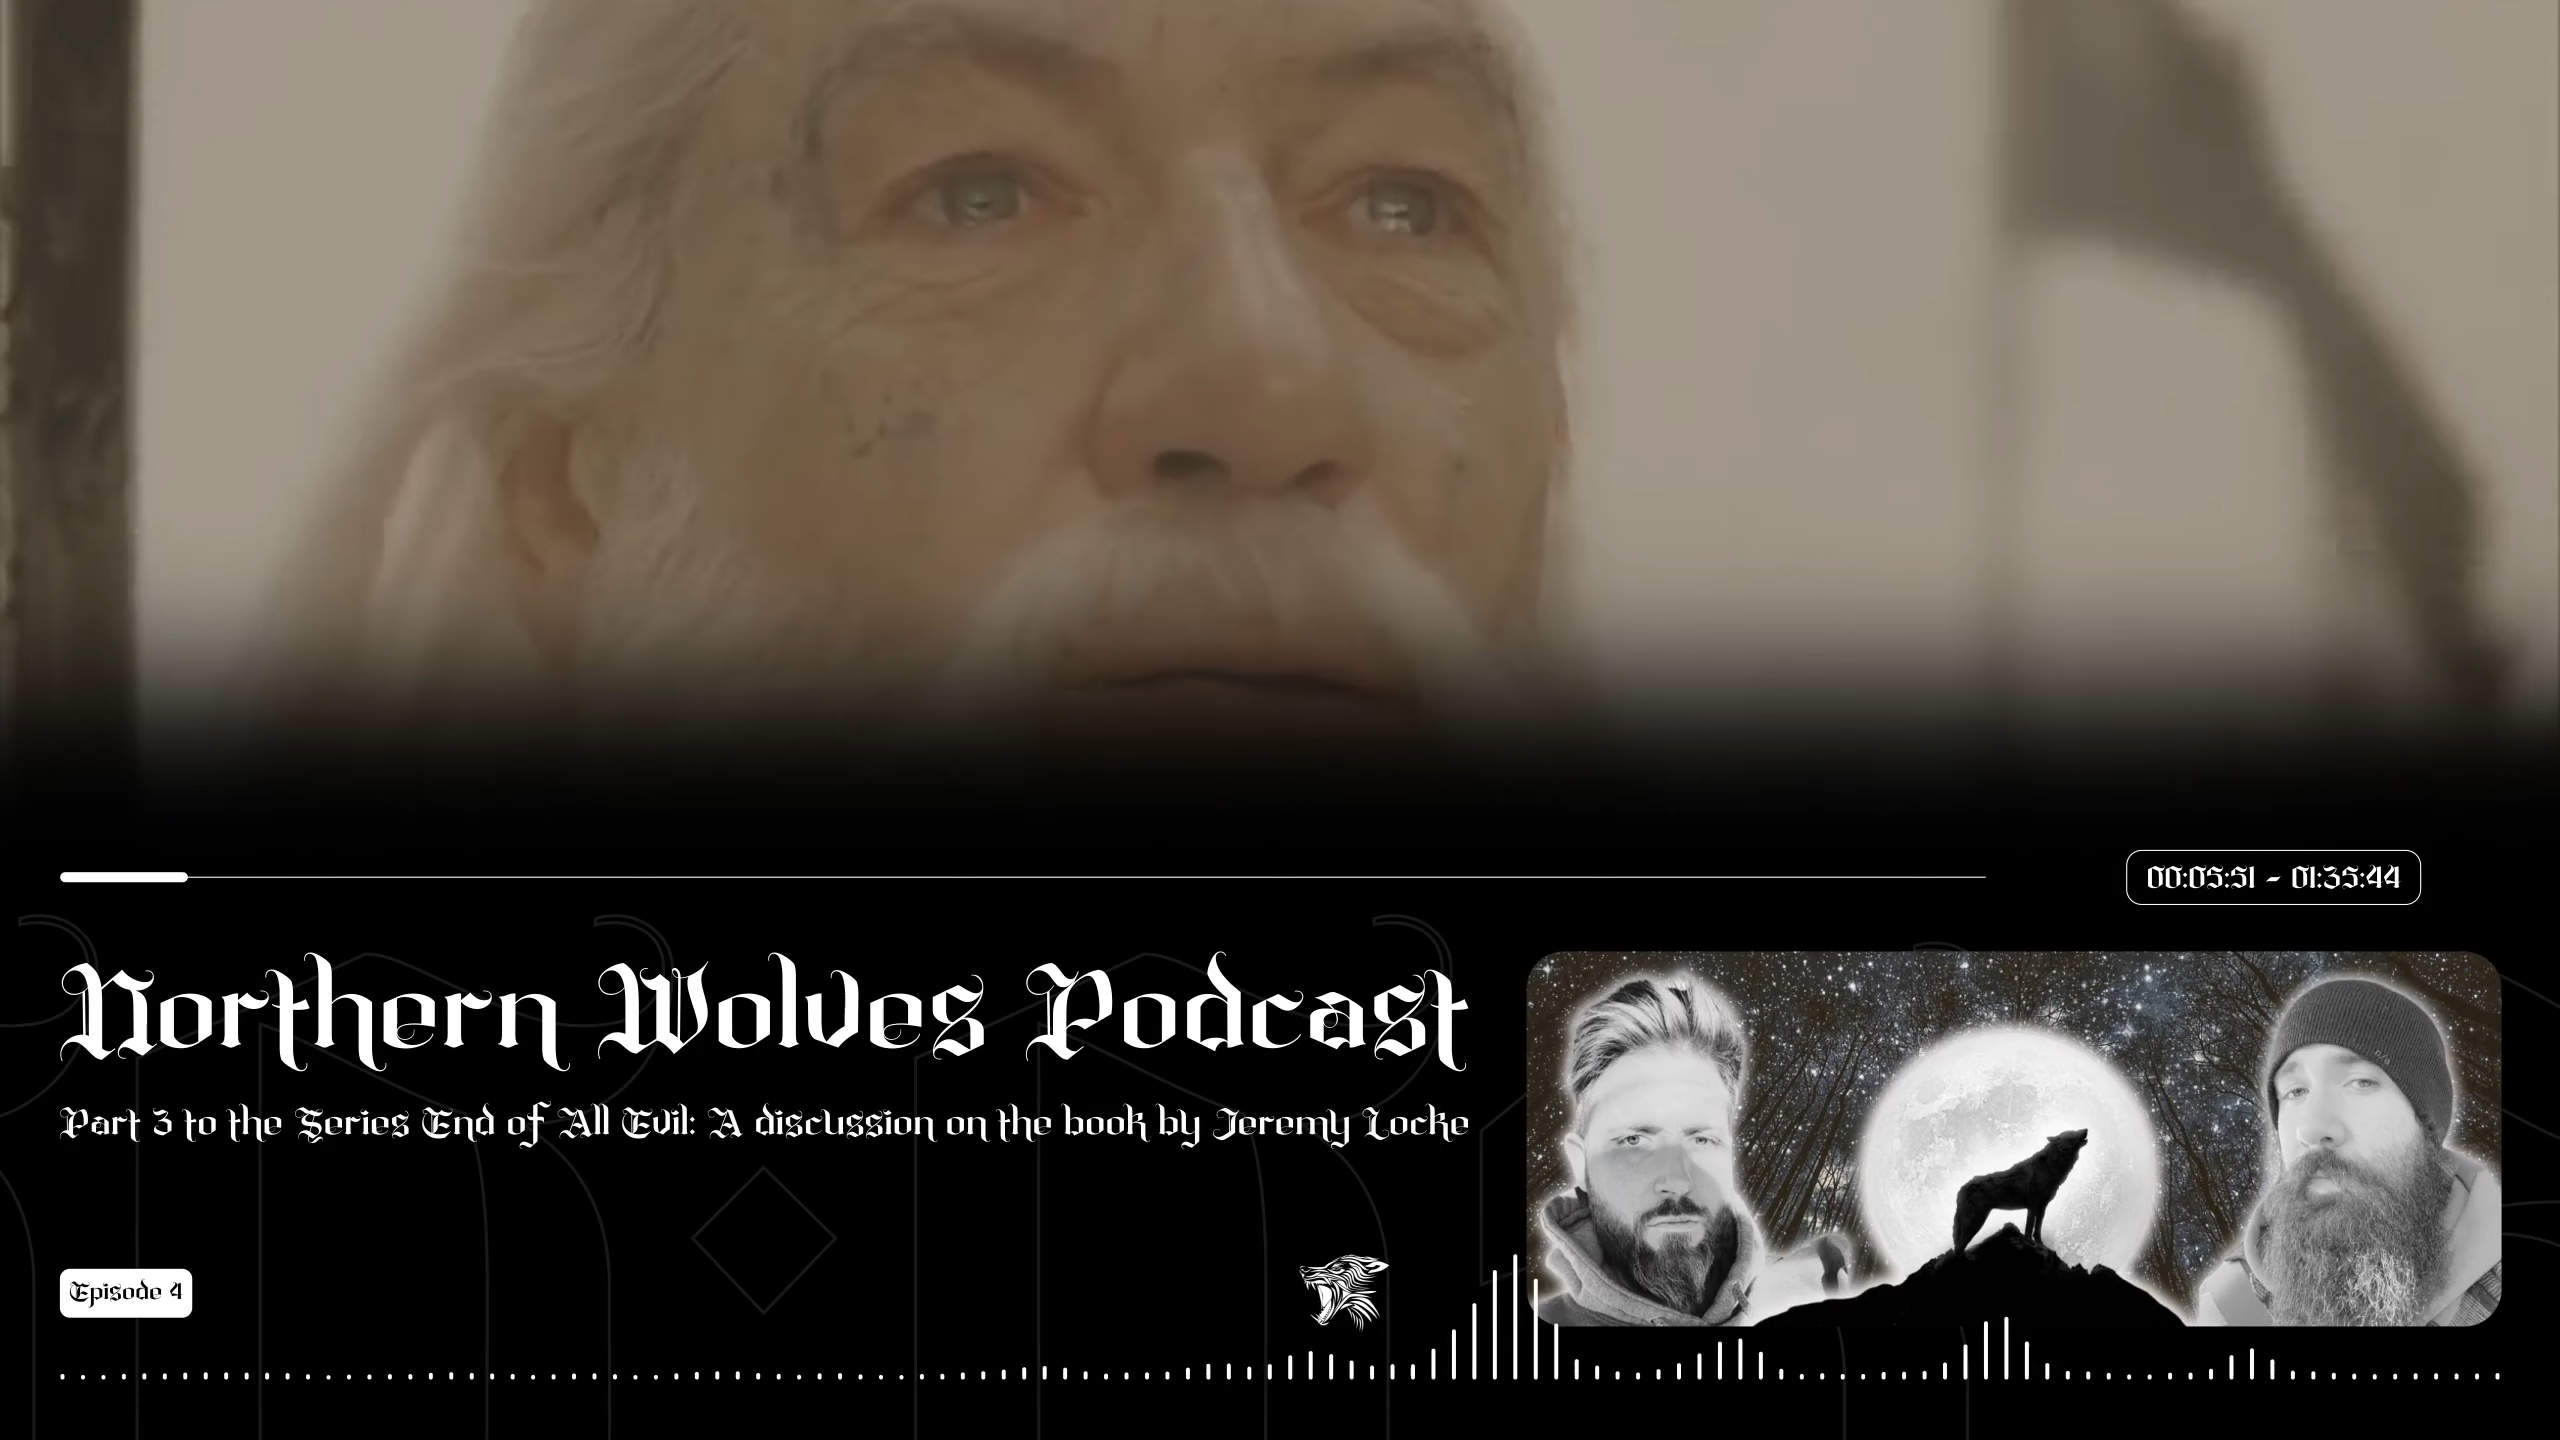 00:05:51 - 01:35:44
Northern Wolves Podcast
Part 3 to the Series End of All Evil: A discussion on the book by Jeremy Locke
Episode 4